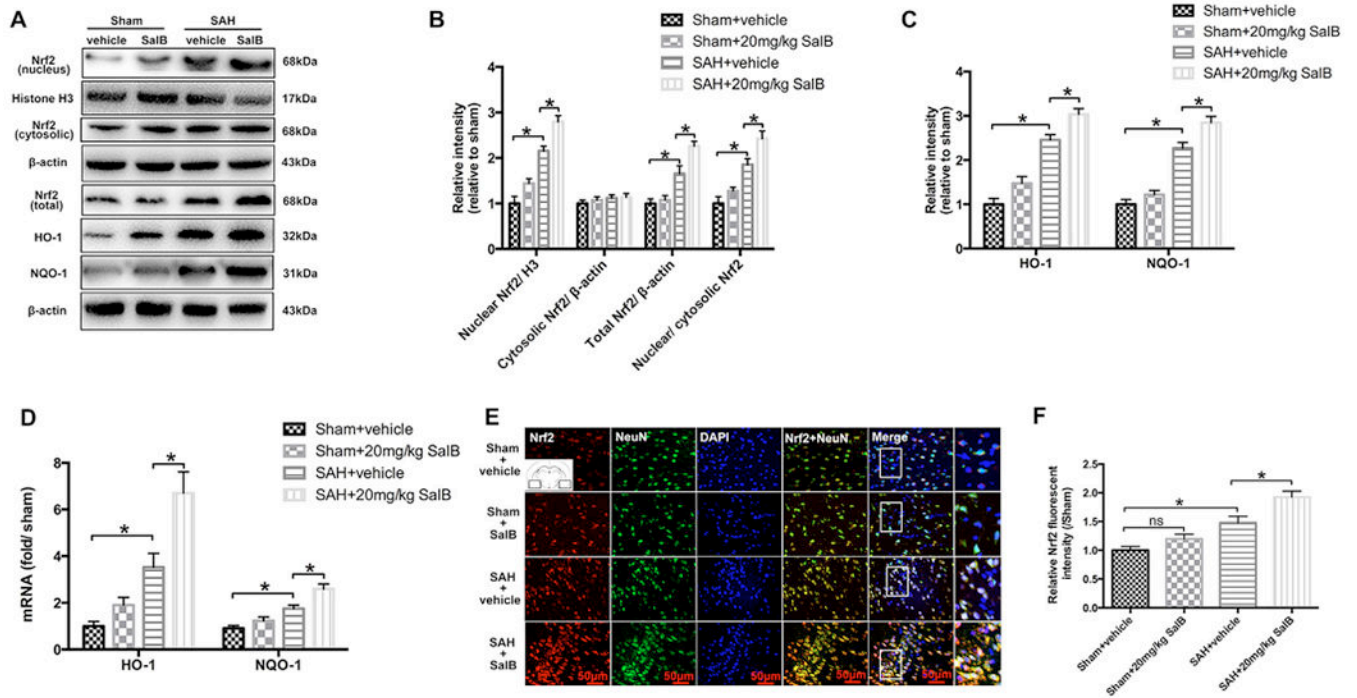 A
Sham SAH
vehicle SalB vehicle SalB
Nrf2
(nucleus)
68kDa
Histone H3 17kDa
Nrf2
(cytosolic)
68kDa
β-actin 43kDa
Nrf2
(total)
68kDa
HO-1 32kDa
NQO-1 31kDa
β-actin 43kDa
B
Sham+vehicle
Sham+20mg/kg SalB
SAH+vehicle
SAH+20mg/kg SalB
Relative intensity
(relative to sham)
4
3
2
1
0
* * * * * *
Nuclear Nrf2/ H3
Cytosolic Nrf2/ β-actin
Total Nrf2/ β-actin
Nuclear/ cytosolic Nrf2
C
Sham+vehicle
Sham+20mg/kg SalB
SAH+vehicle
SAH+20mg/kg SalB
Relative intensity
(relative to sham)
4
3
2
1
0
* * * *
HO-1 NQO-1
D
Sham+vehicle
Sham+20mg/kg SalB
SAH+vehicle
SAH+20mg/kg SalB
mRNA (fold/ sham)
8
6
4
2
0
* * * *
HO-1 NQO-1
E
Nrf2 NeuN DAPI Nrf2+NeuN Merge
Sham
+
vehicle
Sham
+
SalB
SAH
+
vehicle
SAH
+
SalB
50μm 50μm 50μm 50μm 50μm
F
Relative Nrf2 fluorescent
intensity (/Sham)
2.5
2.0
1.5
1.0
0.5
0.0
ns * *
Sham+vehicle
Sham+20mg/kg SalB
SAH+vehicle
SAH+20mg/kg SalB